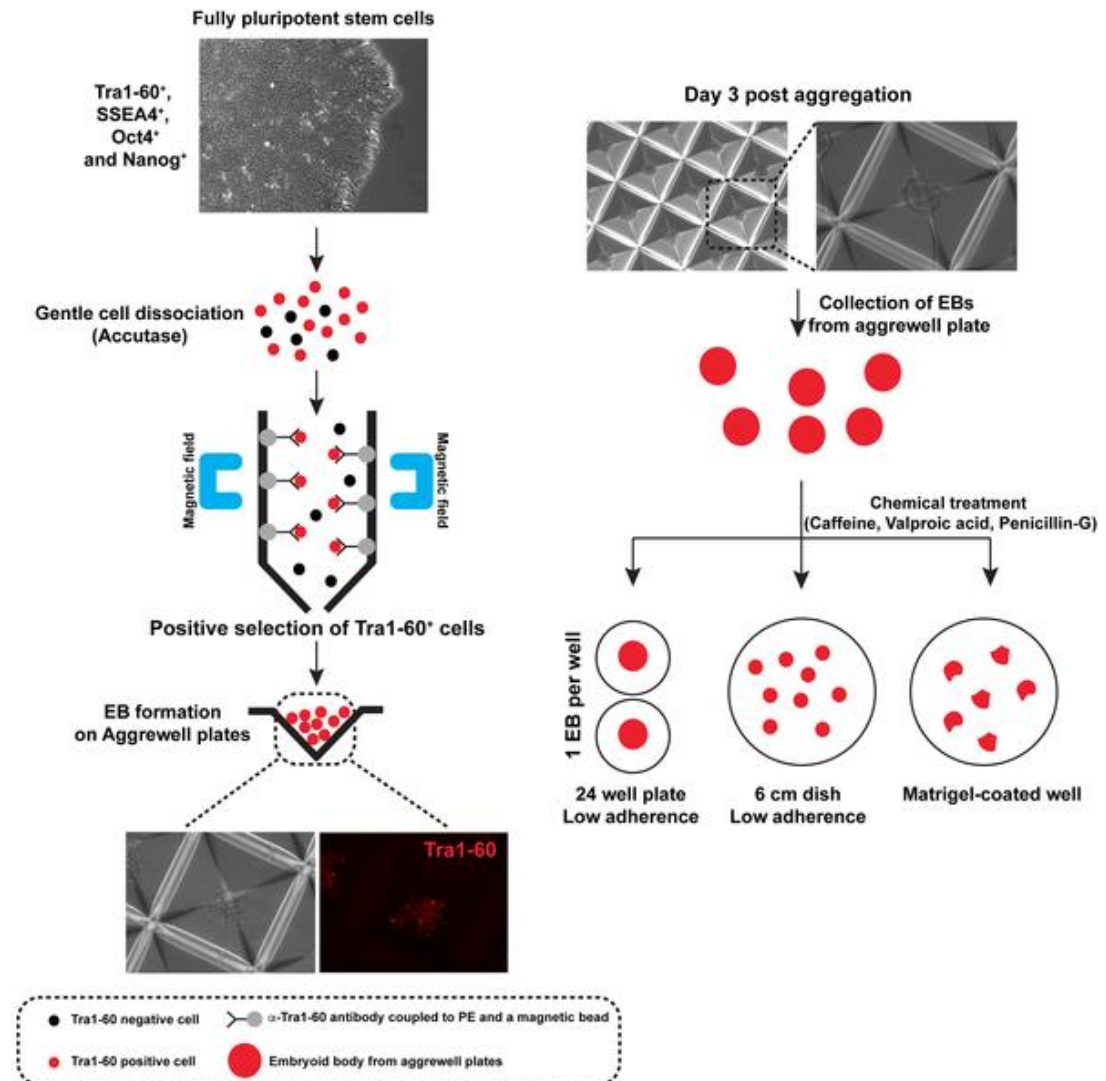 Fully pluripotent stem cells
Tra1-60⁺,
SSEA4⁺,
Oct4⁺
and Nanog⁺
Gentle cell dissociation
(Accutase)
Magnetic field
Magnetic field
Positive selection of Tra1-60⁺ cells
EB formation
on Aggrewell plates
Tra1-60
Day 3 post aggregation
Collection of EBs
from aggrewell plate
Chemical treatment
(Caffeine, Valproic acid, Penicillin-G)
1 EB per well
24 well plate
Low adherence
6 cm dish
Low adherence
Matrigel-coated well
Tra1-60 negative cell
α-Tra1-60 antibody coupled to PE and a magnetic bead
Tra1-60 positive cell
Embryoid body from aggrewell plates